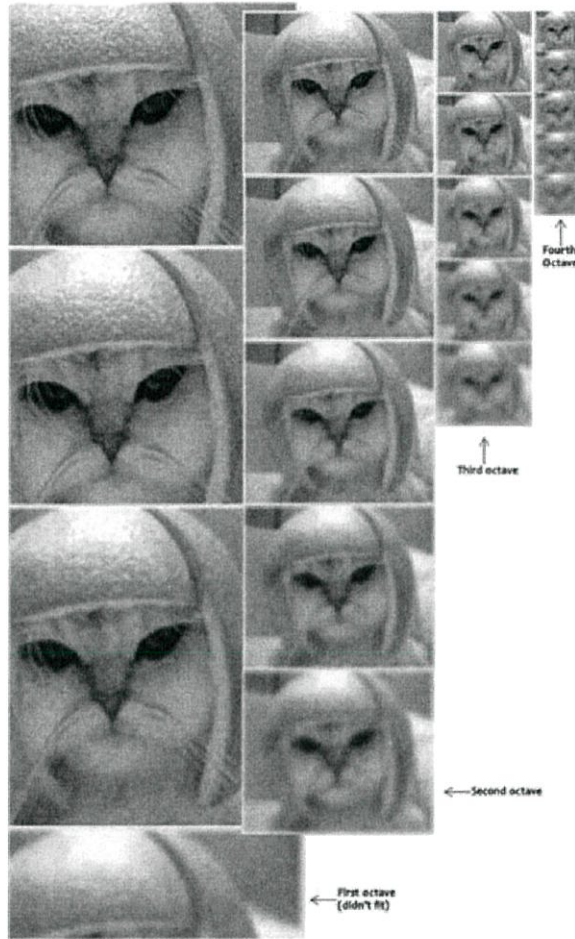 Fourth
Octave
Third octave
Second octave
First octave
(didn't fit)